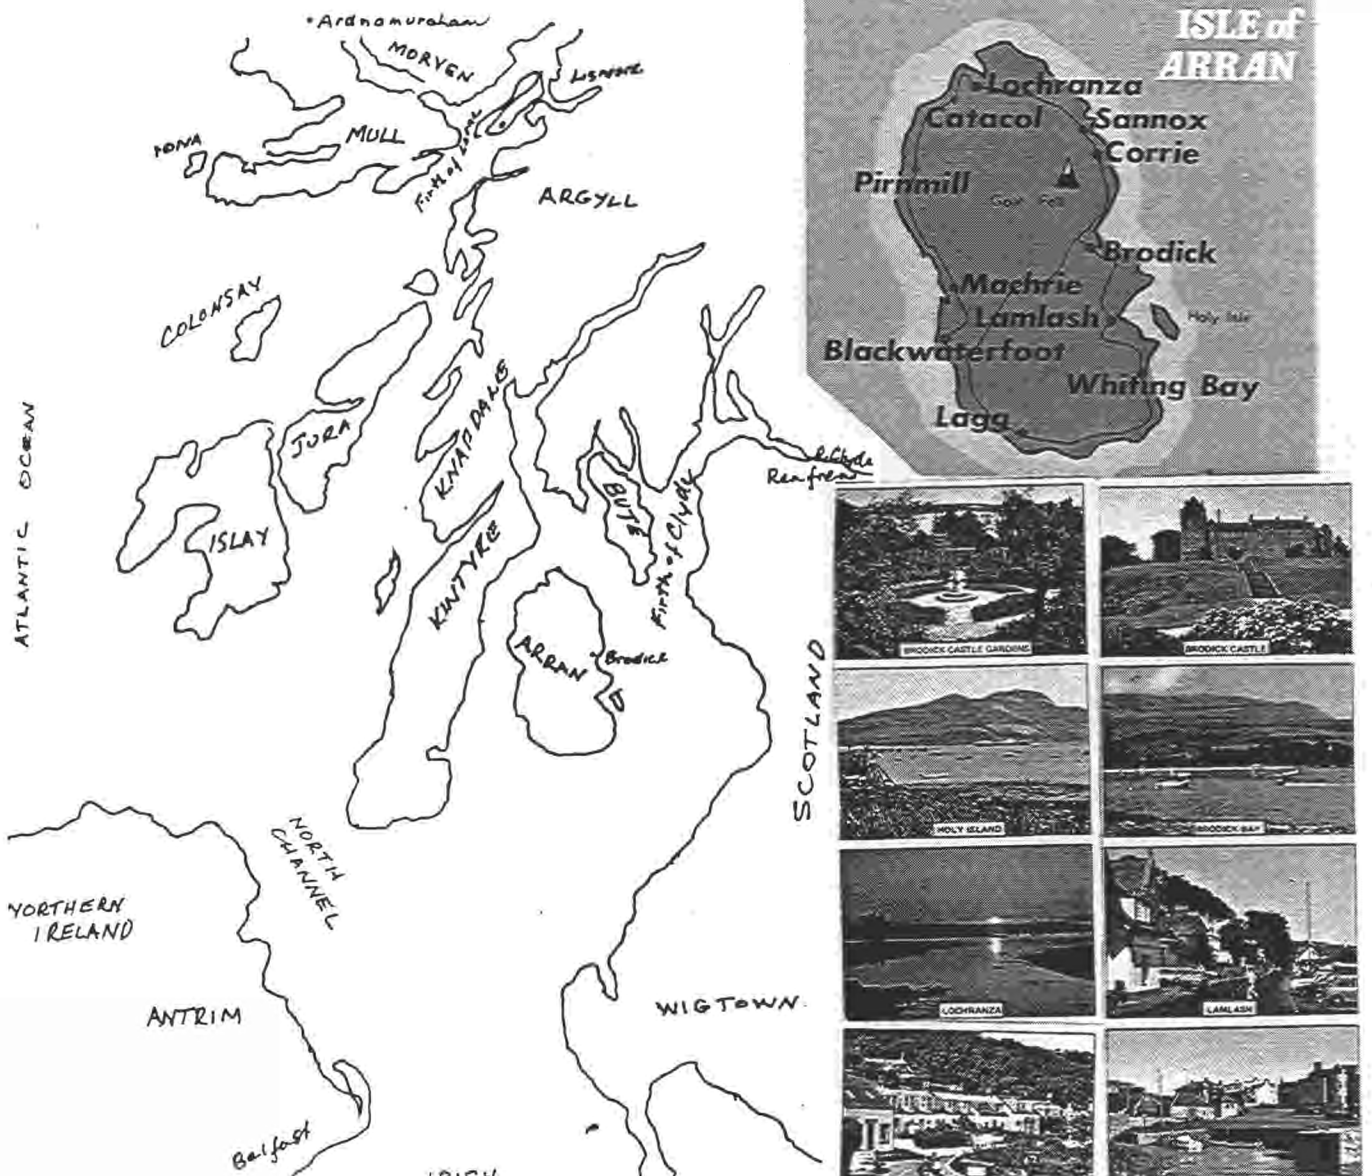 Ardnamurahan
MORVEN
Lismore
IONA
MULL
Firth of Lorne
ARGYLL
COLONSAY
JURA
KNAPDALE
ISLAY
ATLANTIC OCEAN
KINTYRE
BUTE
Firth of Clyde
R. Clyde
Renfrew
ARRAN
Brodick
SCOTLAND
NORTH
CHANNEL
NORTHERN
IRELAND
ANTRIM
WIGTOWN
Belfast
ISLE of
ARRAN
Lochranza
Catacol
Sannox
Corrie
Pirnmill
Goat Fell
Brodick
Machrie
Lamlash
Holy Isle
Blackwaterfoot
Whiting Bay
Lagg
BRODICK CASTLE GARDENS
BRODICK CASTLE
HOLY ISLAND
BRODICK BAY
LOCHRANZA
LAMLASH